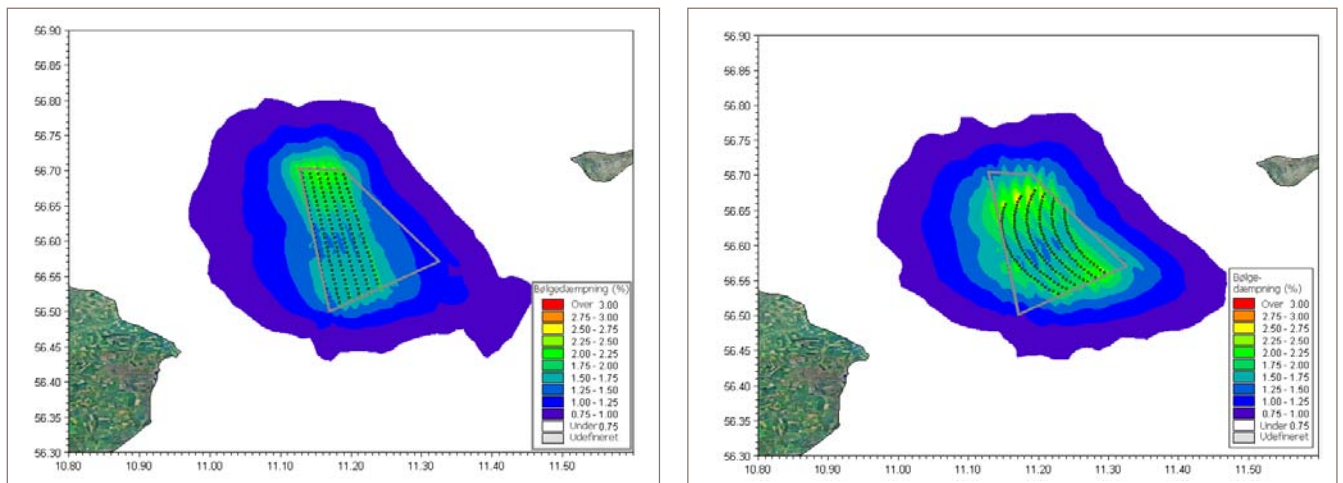 56.90
56.85
56.80
56.75
56.70
56.65
56.60
56.55
56.50
56.45
56.40
56.35
56.30
10.80 10.90 11.00 11.10 11.20 11.30 11.40 11.50
Bølgedæmpning (%)
Over 3.00
2.75 - 3.00
2.50 - 2.75
2.25 - 2.50
2.00 - 2.25
1.75 - 2.00
1.50 - 1.75
1.25 - 1.50
1.00 - 1.25
0.75 - 1.00
Under 0.75
Udefineret
56.90
56.85
56.80
56.75
56.70
56.65
56.60
56.55
56.50
56.45
56.40
56.35
56.30
10.80 10.90 11.00 11.10 11.20 11.30 11.40 11.50
Bølge-
dæmpning (%)
Over 3.00
2.75 - 3.00
2.50 - 2.75
2.25 - 2.50
2.00 - 2.25
1.75 - 2.00
1.50 - 1.75
1.25 - 1.50
1.00 - 1.25
0.75 - 1.00
Under 0.75
Udefineret